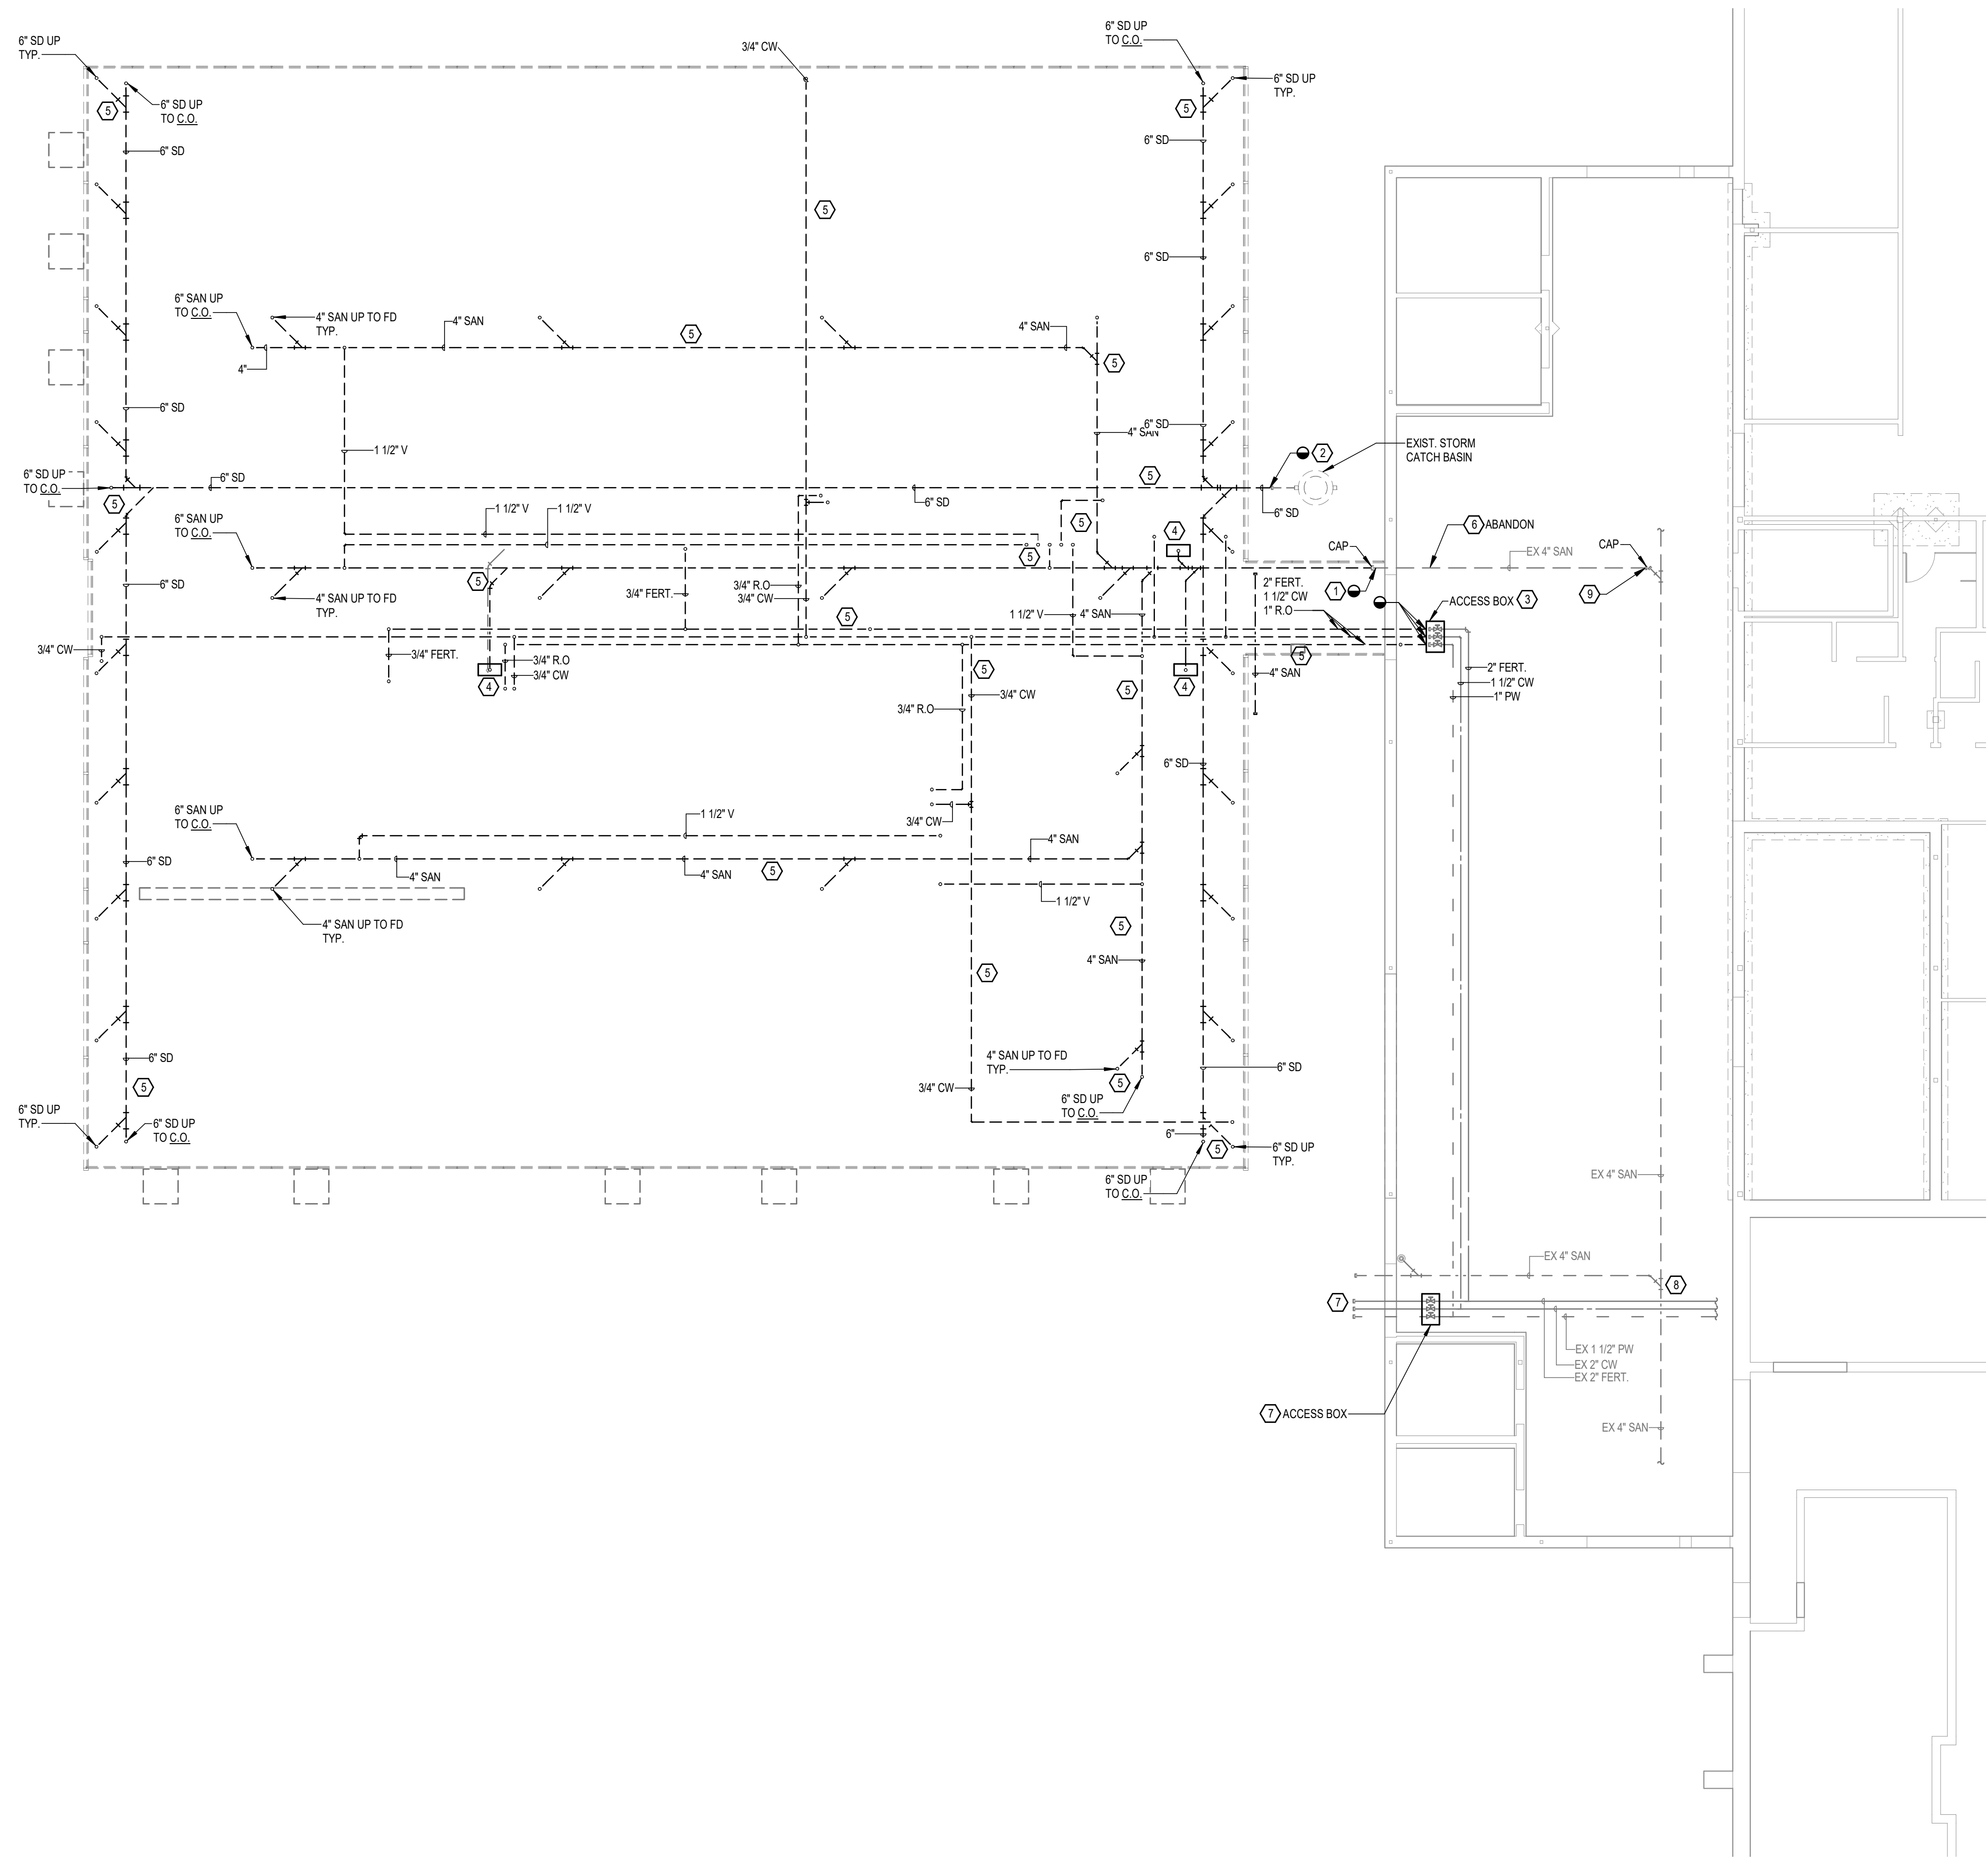 6" SD UP
TO C.O.
6" SD UP
TYP.
3/4" CW
6" SD UP
TYP.
6" SD UP
TO C.O.
5
5
6" SD
6" SD
5
6" SD
6" SAN UP
TO C.O.
4" SAN UP TO FD
TYP.
4" SAN
5
4" SAN
5
4"
6" SD
6" SD
4" SAN
1 1/2" V
EXIST. STORM
CATCH BASIN
2
6" SD UP
TO C.O.
6" SD
5
5
6" SD
6" SD
1 1/2" V
1 1/2" V
6" SAN UP
TO C.O.
5
4
6 ABANDON
CAP
CAP
EX 4" SAN
5
5
6" SD
3/4" R.O
3/4" FERT.
2" FERT.
1 1/2" CW
1" R.O
1
9
4" SAN UP TO FD
TYP.
3/4" CW
ACCESS BOX 3
5
1 1/2" V
4" SAN
3/4" CW
3/4" FERT.
3/4" R.O
3/4" CW
5
5
4" SAN
2" FERT.
1 1/2" CW
1" PW
4
4
5
3/4" CW
3/4" R.O
6" SD
6" SAN UP
TO C.O.
1 1/2" V
3/4" CW
4" SAN
6" SD
4" SAN
4" SAN
5
1 1/2" V
4" SAN UP TO FD
TYP.
5
4" SAN
5
6" SD
4" SAN UP TO FD
TYP.
6" SD
5
5
3/4" CW
6" SD UP
TO C.O.
6" SD UP
TYP.
6" SD UP
TO C.O.
6"
5
6" SD UP
TYP.
6" SD UP
TO C.O.
EX 4" SAN
EX 4" SAN
8
7
EX 1 1/2" PW
EX 2" CW
EX 2" FERT.
7 ACCESS BOX
EX 4" SAN